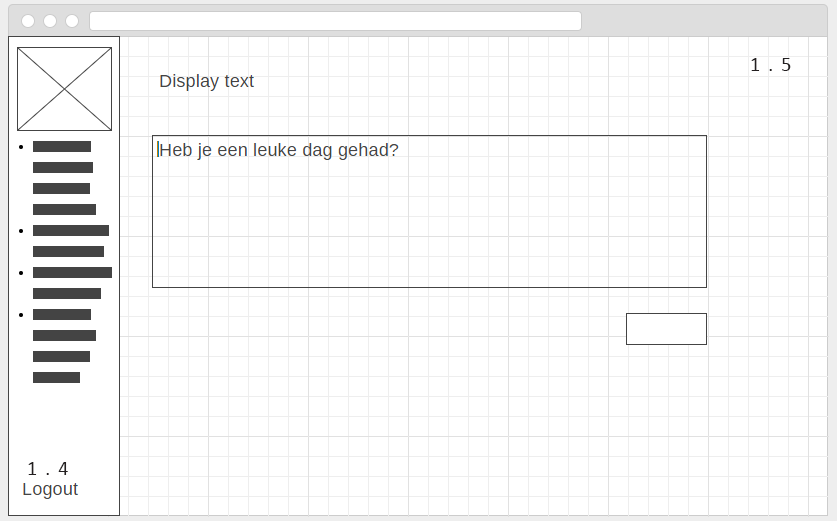 1 . 5
Display text
Heb je een leuke dag gehad?
1 . 4
Logout